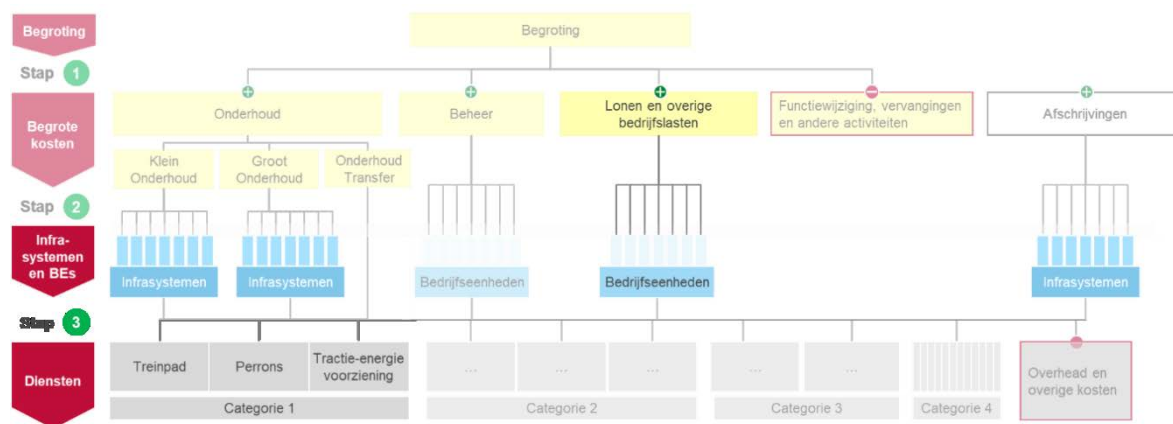 Begroting
Begroting
Stap 1
Begrote
kosten
Onderhoud
Beheer
Lonen en overige
bedrijfslasten
Functiewijziging, vervangingen
en andere activiteiten
Afschrijvingen
Klein
Onderhoud
Groot
Onderhoud
Onderhoud
Transfer
Stap 2
Infra-
systemen
en BEs
Infrasystemen
Infrasystemen
Bedrijfseenheden
Bedrijfseenheden
Infrasystemen
Stap 3
Diensten
Treinpad
Perrons
Tractie-energie
voorziening
...
...
...
...
...
Overhead en
overige kosten
Categorie 1
Categorie 2
Categorie 3
Categorie 4